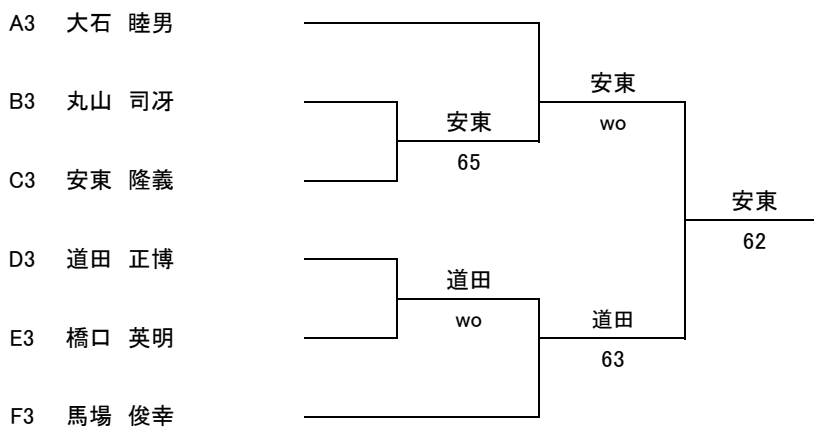 A3 大石 睦男
安東
B3 丸山 司冴
wo
安東
65
C3 安東 隆義
安東
62
D3 道田 正博
道田
wo
道田
E3 橋口 英明
63
F3 馬場 俊幸